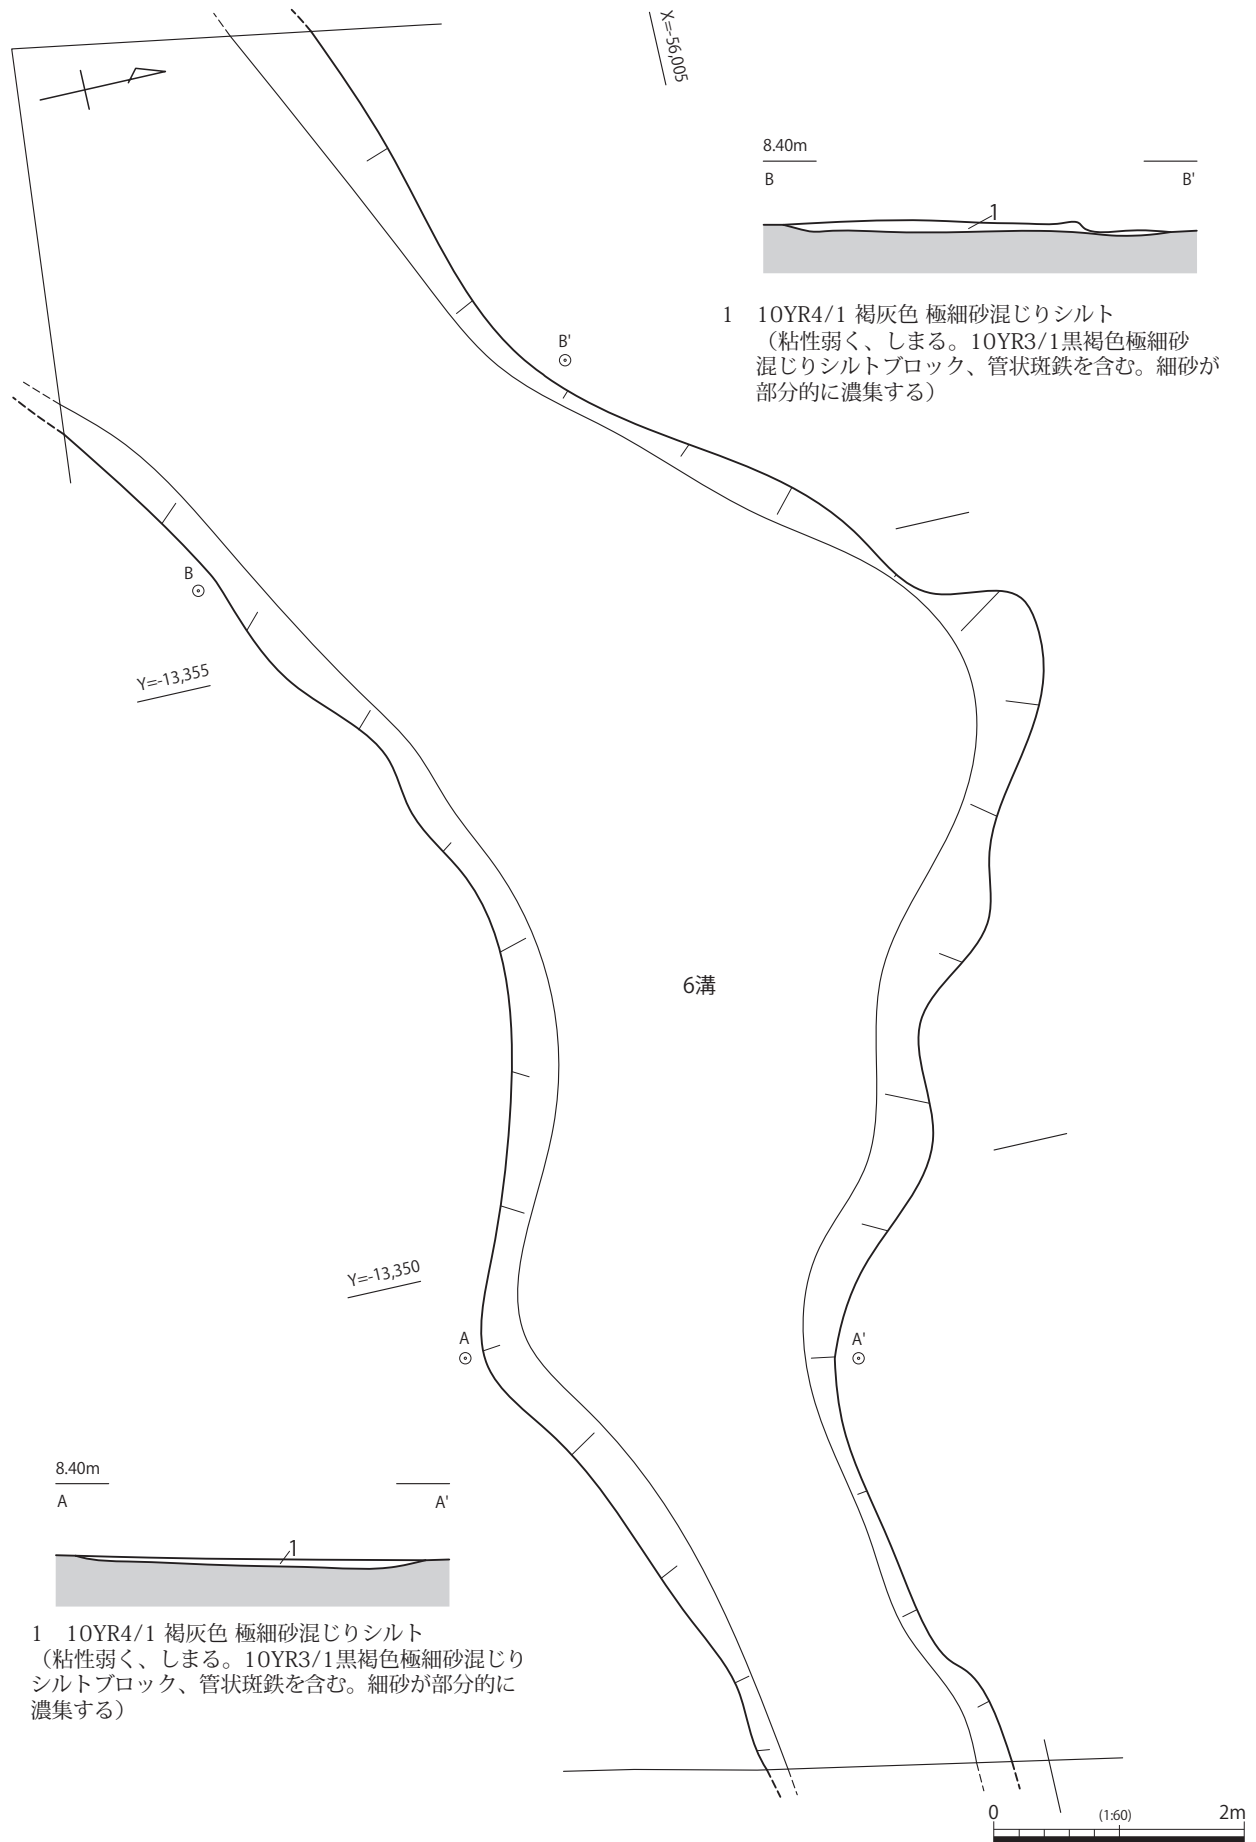 X=-56,005
8.40m
B B'
1
1 10YR4/1 褐灰色 極細砂混じりシルト
（粘性弱く、しまる。10YR3/1黒褐色極細砂
混じりシルトブロック、管状斑鉄を含む。細砂が
部分的に濃集する）
B'
B
Y=-13,355
6溝
Y=-13,350
A A'
8.40m
A A'
1
1 10YR4/1 褐灰色 極細砂混じりシルト
（粘性弱く、しまる。10YR3/1黒褐色極細砂混じり
シルトブロック、管状斑鉄を含む。細砂が部分的に
濃集する）
0 (1:60) 2m